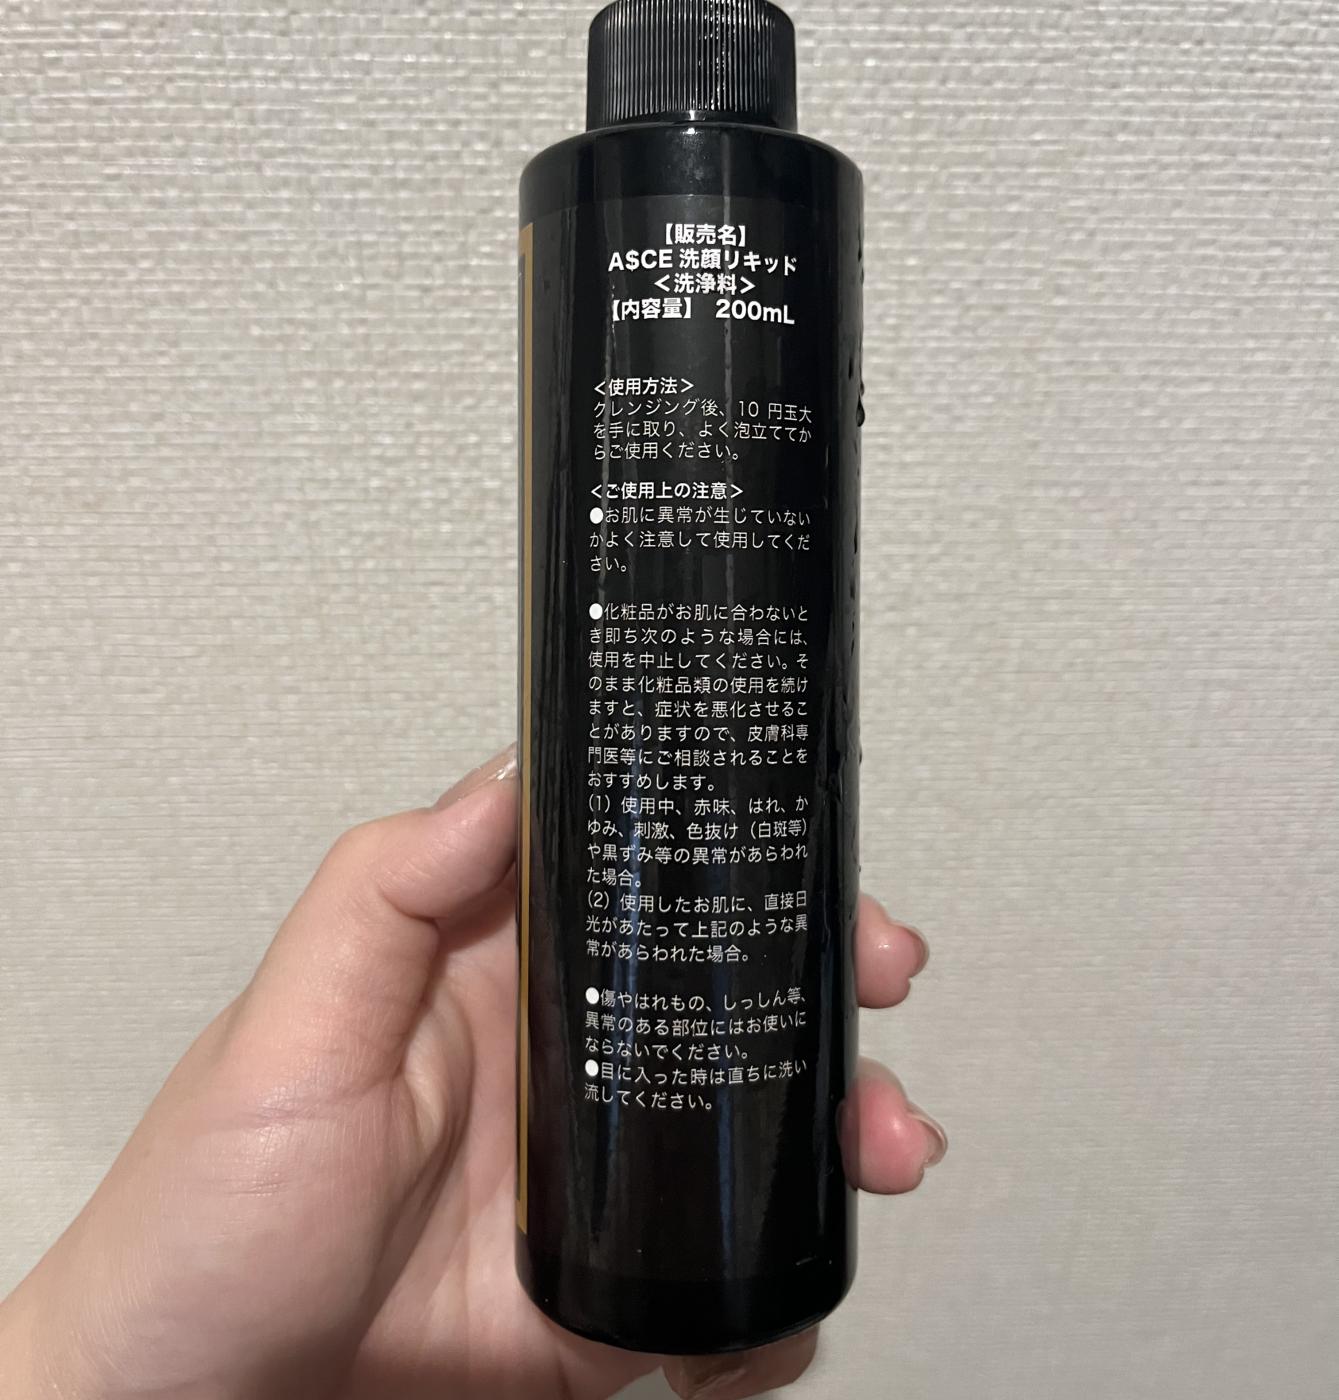 【販売名】
A$CE 洗顔リキッド
＜洗浄料＞
【内容量】 200mL
＜使用方法＞
クレンジング後、10 円玉大
を手に取り、よく泡立ててか
らご使用ください。
＜ご使用上の注意＞
●お肌に異常が生じていない
かよく注意して使用してくだ
さい。
●化粧品がお肌に合わないと
き即ち次のような場合には、
使用を中止してください。そ
のまま化粧品類の使用を続け
ますと、症状を悪化させるこ
とがありますので、皮膚科専
門医等にご相談されることを
おすすめします。
（1）使用中、赤味、はれ、か
ゆみ、刺激、色抜け（白斑等）
や黒ずみ等の異常があらわれ
た場合。
（2）使用したお肌に、直接日
光があたって上記のような異
常があらわれた場合。
●傷やはれもの、しっしん等、
異常のある部位にはお使いに
ならないでください。
●目に入った時は直ちに洗い
流してください。